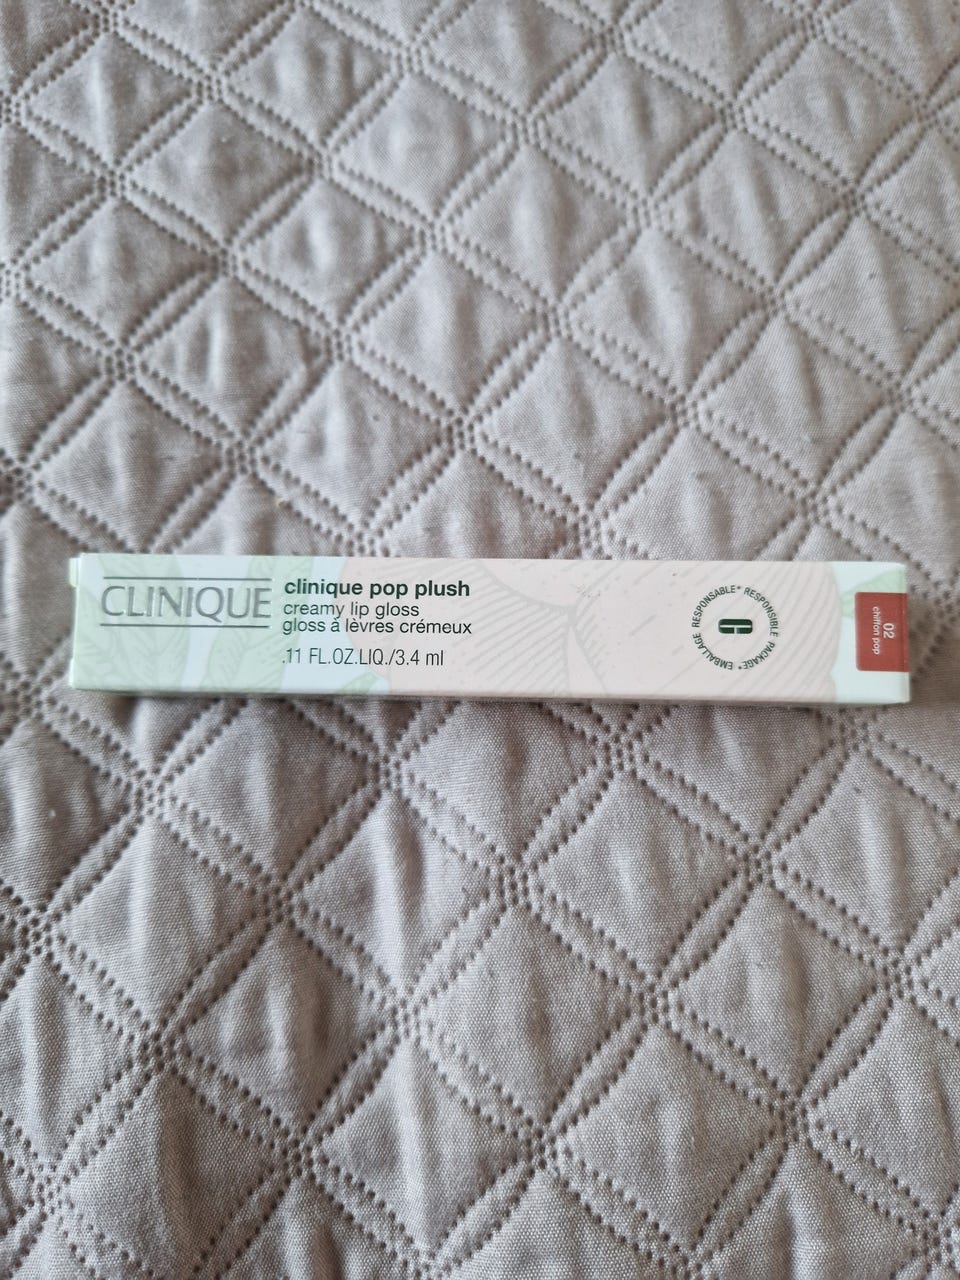 CLINIQUE
clinique pop plush
creamy lip gloss
gloss à lèvres crémeux
.11 FL.OZ.LIQ./3.4 ml
RESPONSABLE* RESPONSIBLE PACKAGE* EMBALLAGE
C
02
chiffon pop